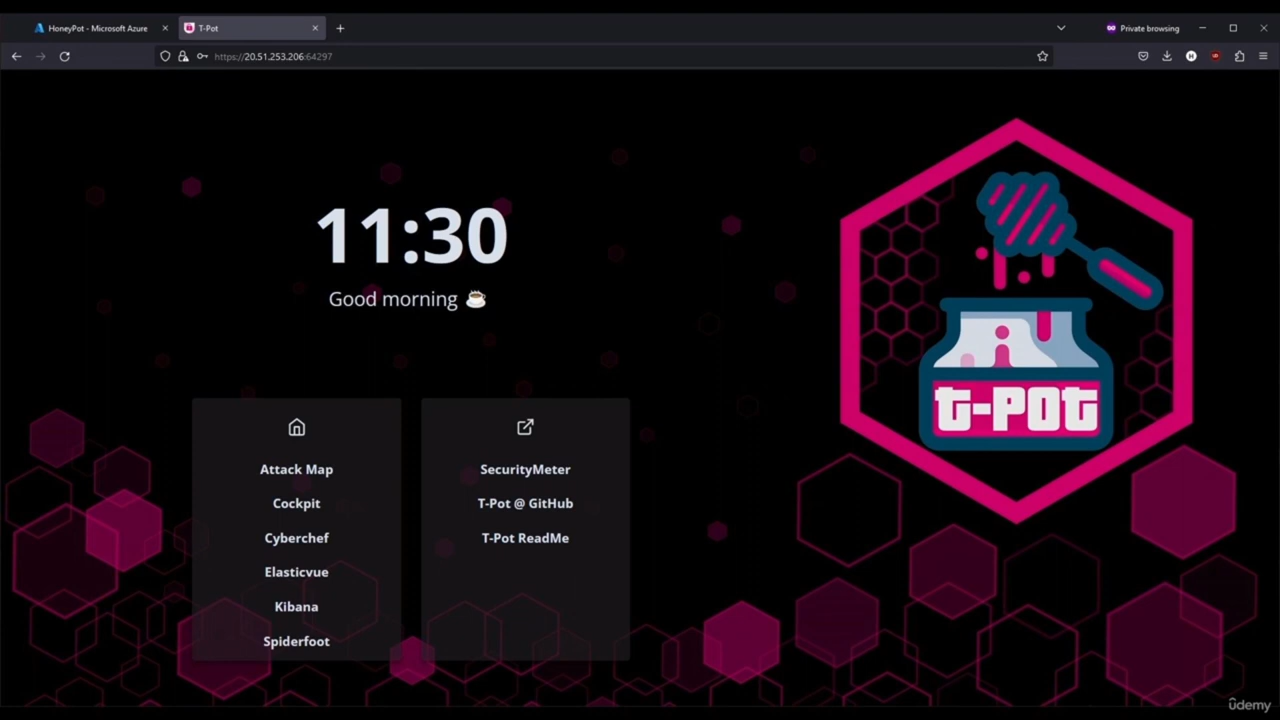 HoneyPot - Microsoft Azure
T-Pot
Private browsing
https://20.51.253.206:64297
11:30
Good morning
Attack Map
Cockpit
Cyberchef
Elasticvue
Kibana
Spiderfoot
SecurityMeter
T-Pot @ GitHub
T-Pot ReadMe
t-POt
ûdemy